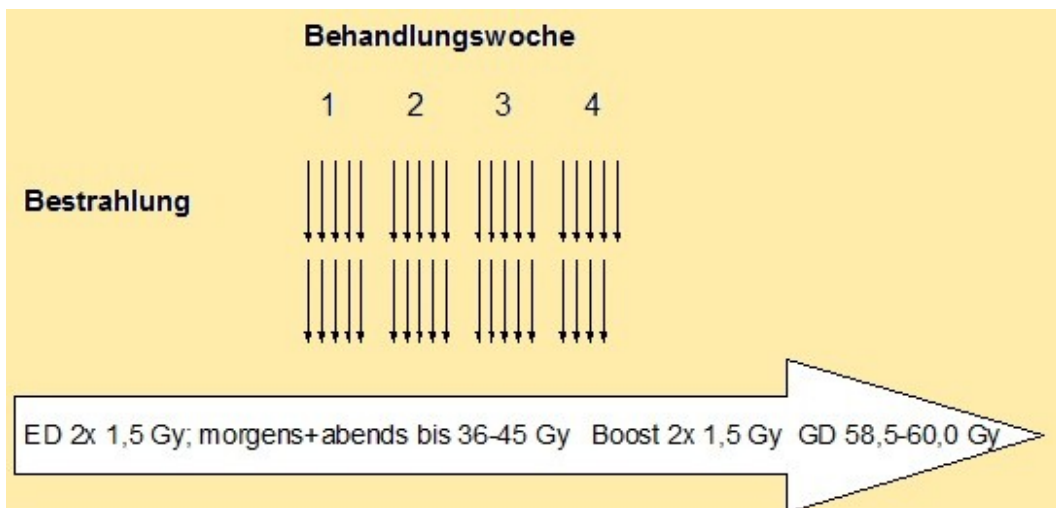 Behandlungswoche
1 2 3 4
Bestrahlung
ED 2x 1,5 Gy; morgens+abends bis 36-45 Gy Boost 2x 1,5 Gy GD 58,5-60,0 Gy